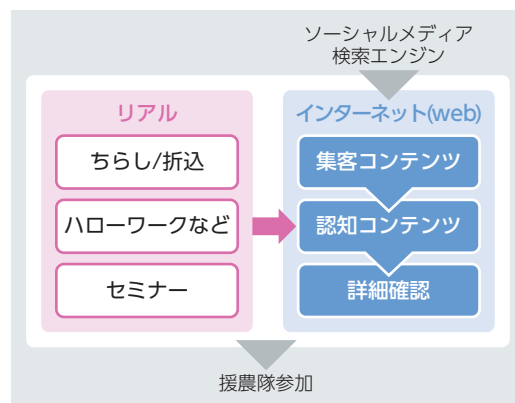 ソーシャルメディア
検索エンジン
リアル
ちらし/折込
ハローワークなど
セミナー
インターネット(web)
集客コンテンツ
認知コンテンツ
詳細確認
援農隊参加